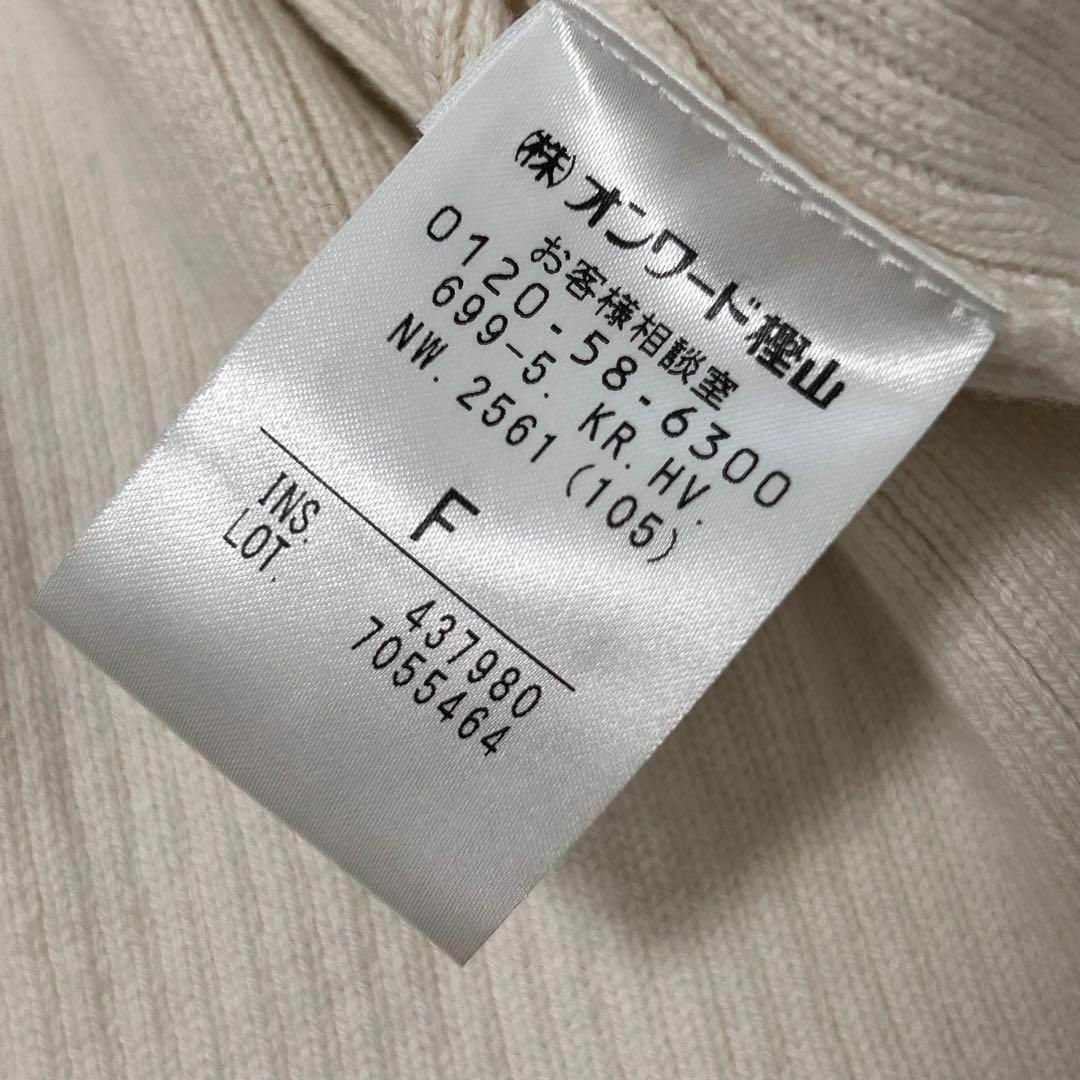 (株)オンワード樫山
お客様相談室
0120-58-6300
699-5. KR. HV.
NW. 2561 (105)
F
INS. 437980
LOT. 7055464